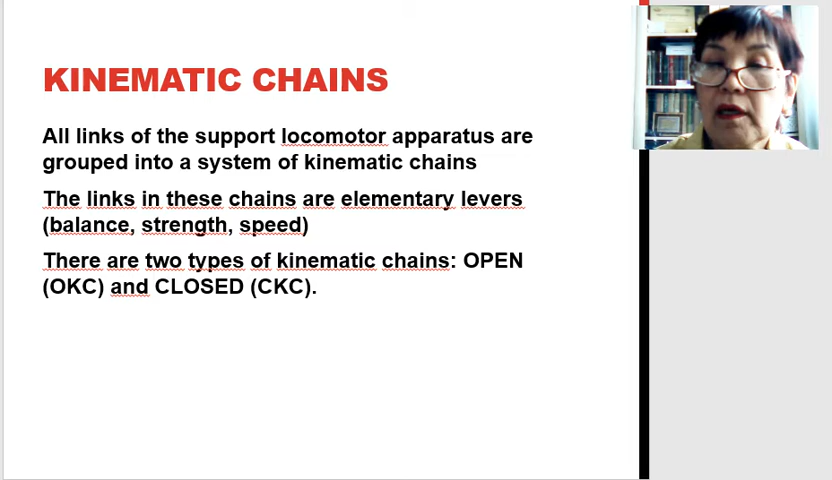 KINEMATIC CHAINS
All links of the support locomotor apparatus are
grouped into a system of kinematic chains
The links in these chains are elementary levers
(balance, strength, speed)
There are two types of kinematic chains: OPEN
(OKC) and CLOSED (CKC).